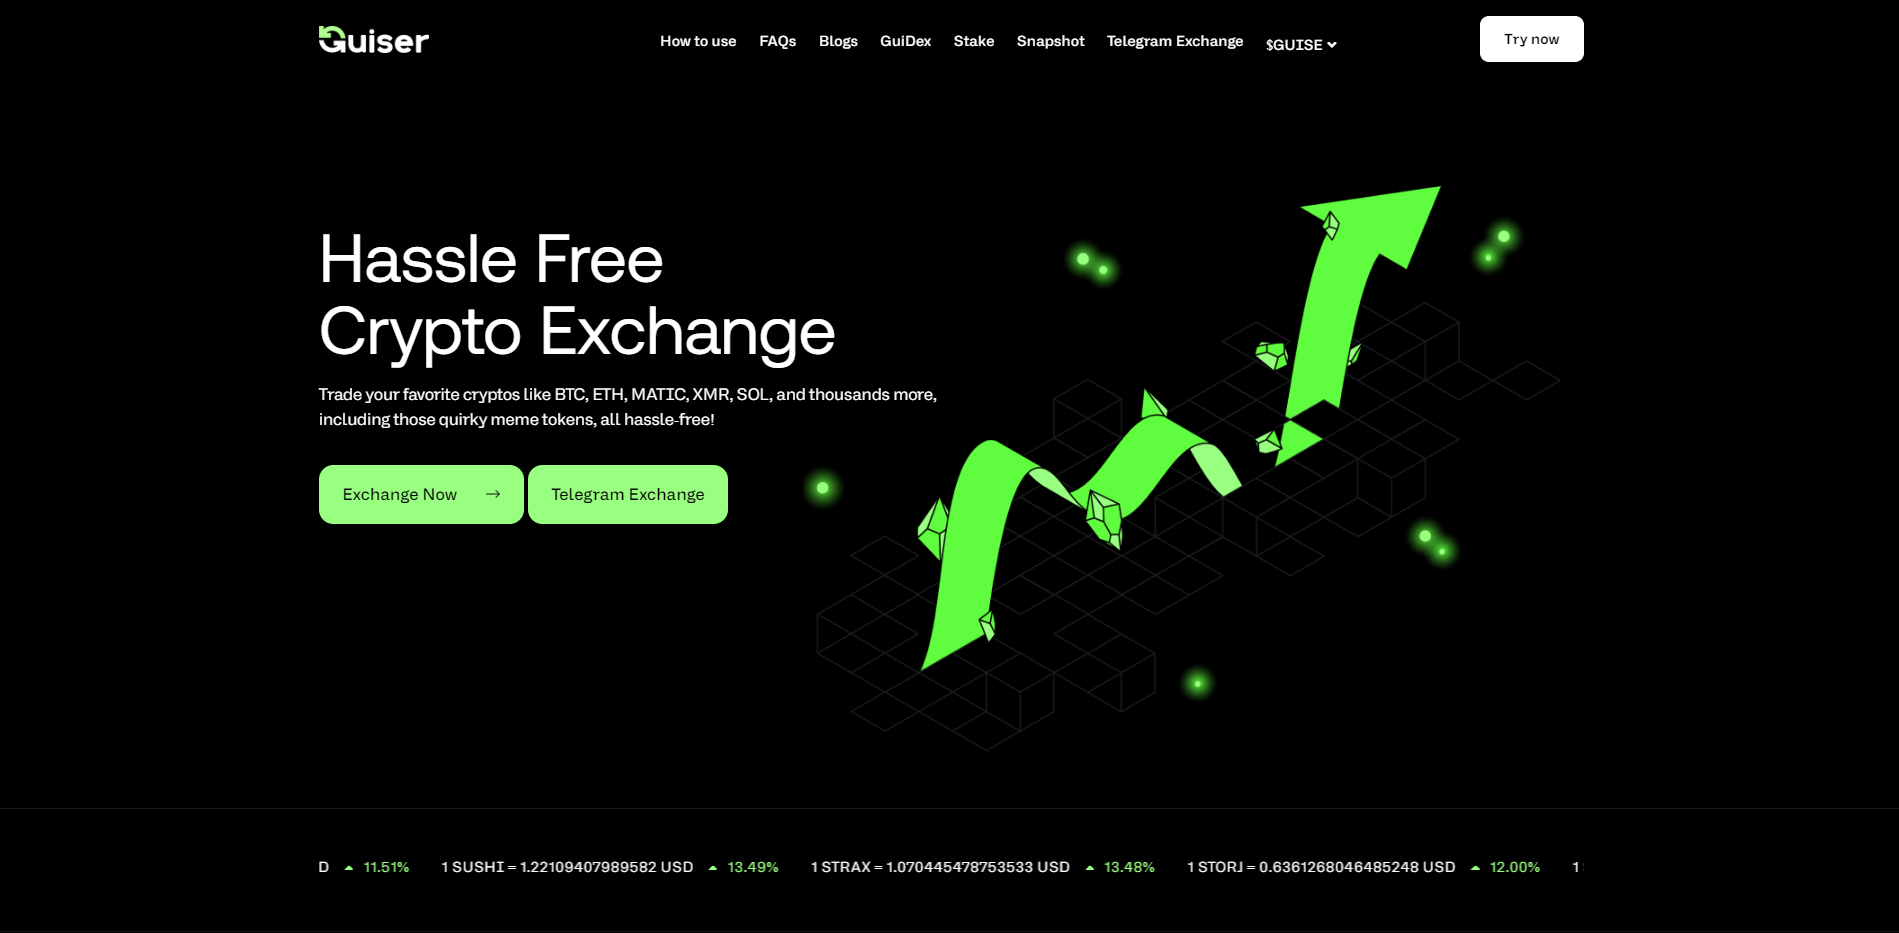 Guiser
How to use FAQs Blogs GuiDex Stake Snapshot Telegram Exchange $GUISE
Try now
Hassle Free
Crypto Exchange
Trade your favorite cryptos like BTC, ETH, MATIC, XMR, SOL, and thousands more,
including those quirky meme tokens, all hassle-free!
Exchange Now → Telegram Exchange
D 11.51% 1 SUSHI = 1.22109407989582 USD 13.49% 1 STRAX = 1.070445478753533 USD 13.48% 1 STORJ = 0.6361268046485248 USD 12.00% 1